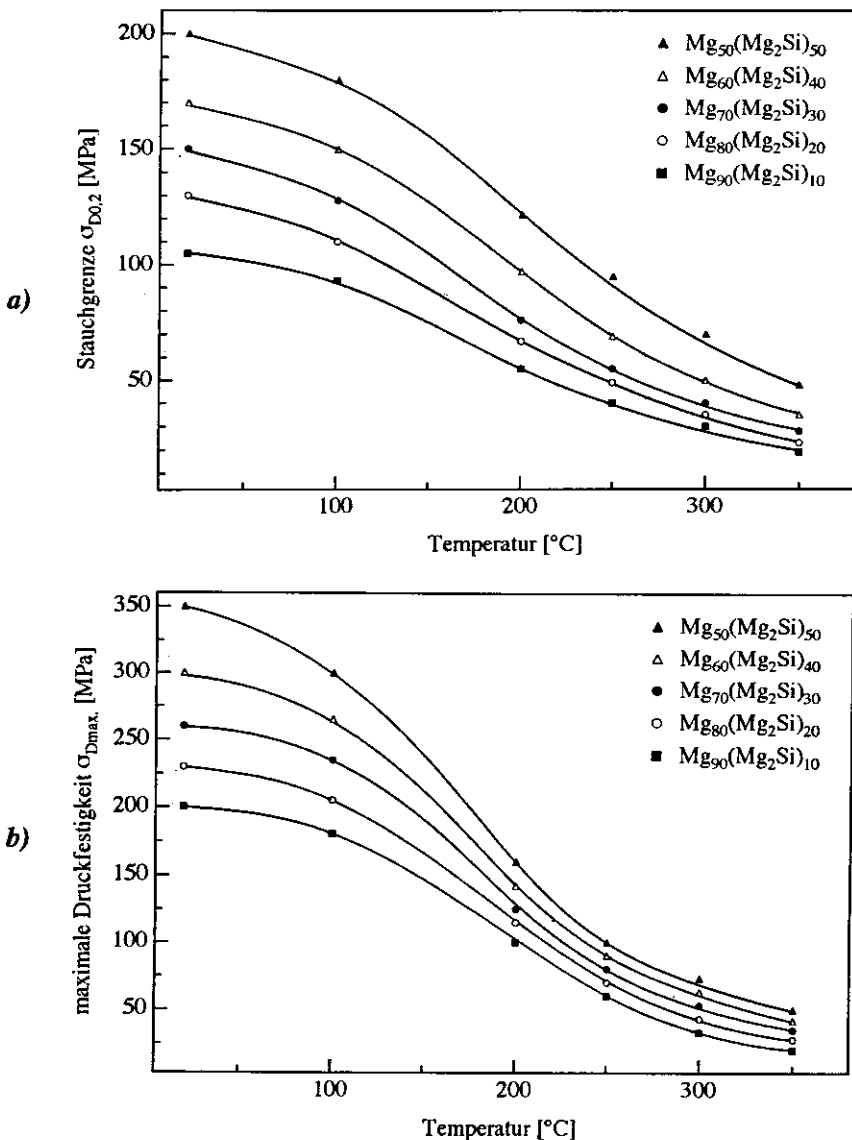 a)
Stauchgrenze σD0,2 [MPa]
200
150
100
50
Mg50(Mg2Si)50
Mg60(Mg2Si)40
Mg70(Mg2Si)30
Mg80(Mg2Si)20
Mg90(Mg2Si)10
100
200
300
Temperatur [°C]
b)
maximale Druckfestigkeit σDmax. [MPa]
350
300
250
200
150
100
50
Mg50(Mg2Si)50
Mg60(Mg2Si)40
Mg70(Mg2Si)30
Mg80(Mg2Si)20
Mg90(Mg2Si)10
100
200
300
Temperatur [°C]